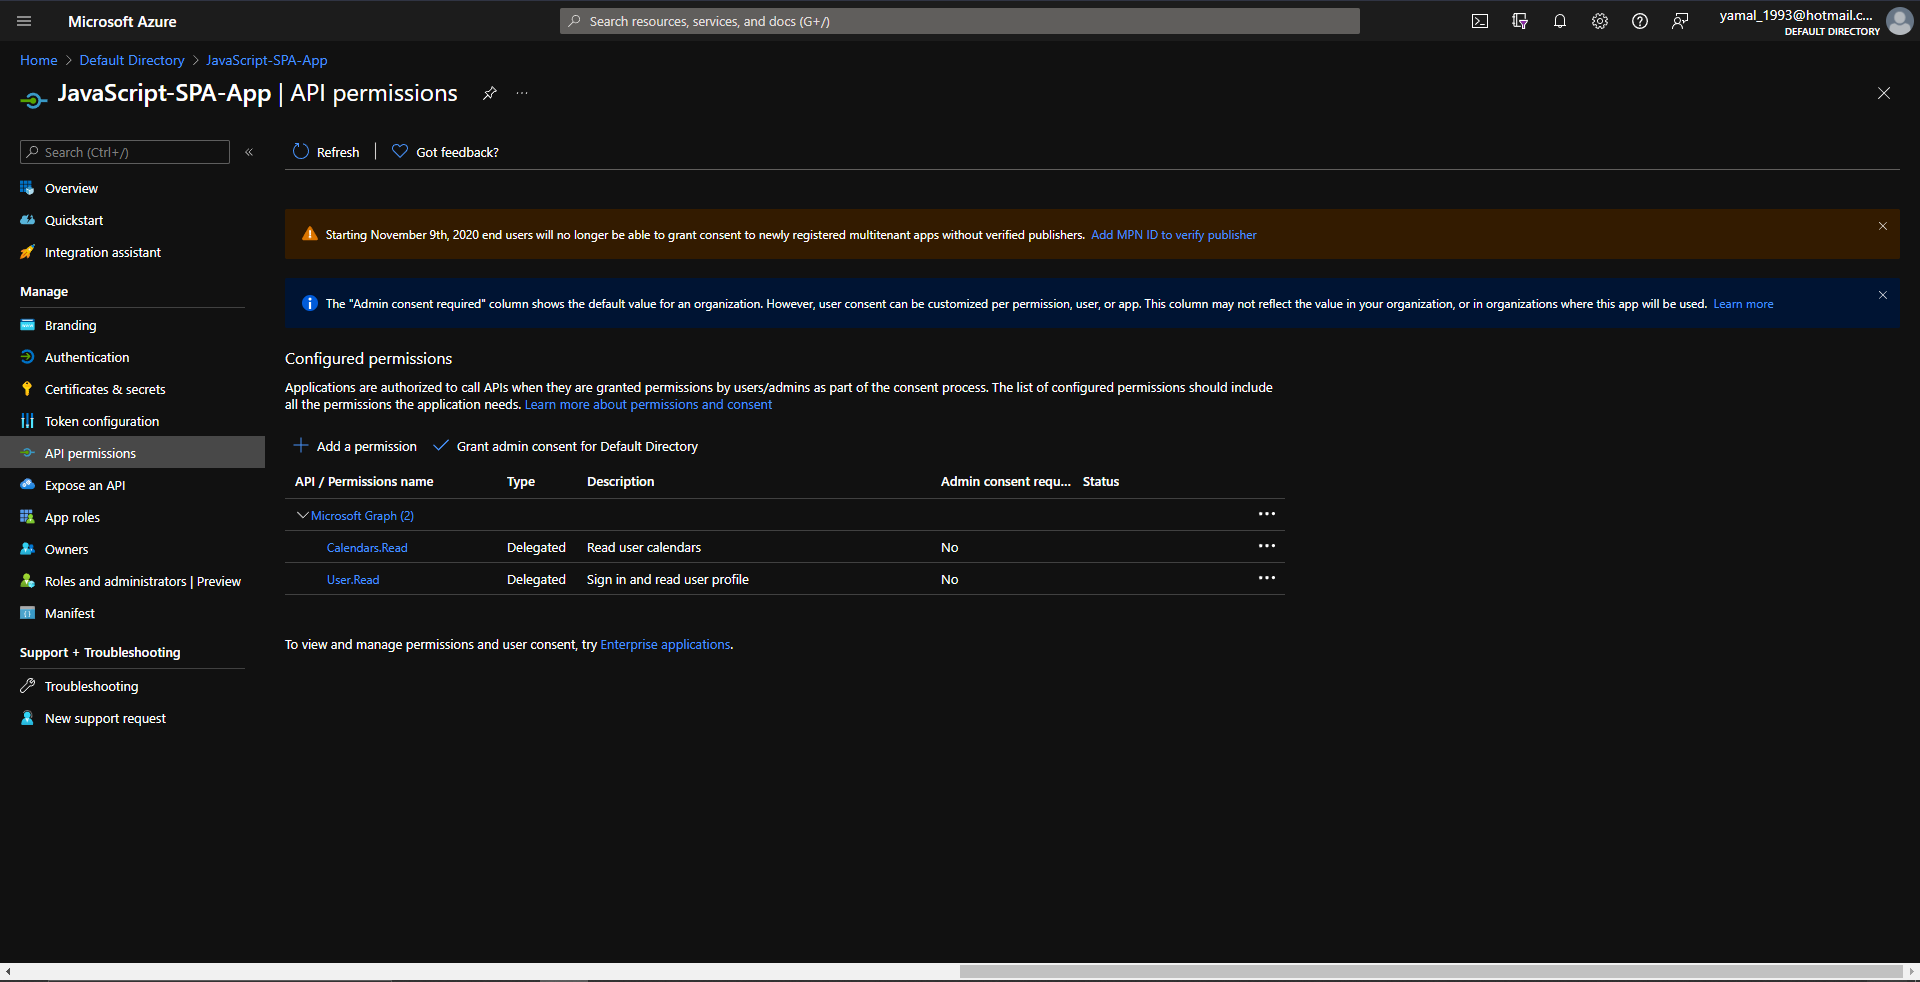 Microsoft Azure
Search resources, services, and docs (G+/)
yamal_1993@hotmail.c...
DEFAULT DIRECTORY
Home > Default Directory > JavaScript-SPA-App
JavaScript-SPA-App | API permissions
Search (Ctrl+/)
Overview
Quickstart
Integration assistant
Manage
Branding
Authentication
Certificates & secrets
Token configuration
API permissions
Expose an API
App roles
Owners
Roles and administrators | Preview
Manifest
Support + Troubleshooting
Troubleshooting
New support request
Refresh
Got feedback?
Starting November 9th, 2020 end users will no longer be able to grant consent to newly registered multitenant apps without verified publishers. Add MPN ID to verify publisher
The "Admin consent required" column shows the default value for an organization. However, user consent can be customized per permission, user, or app. This column may not reflect the value in your organization, or in organizations where this app will be used. Learn more
Configured permissions
Applications are authorized to call APIs when they are granted permissions by users/admins as part of the consent process. The list of configured permissions should include
all the permissions the application needs. Learn more about permissions and consent
Add a permission Grant admin consent for Default Directory
API / Permissions name Type Description Admin consent requ... Status
Microsoft Graph (2)
Calendars.Read Delegated Read user calendars No
User.Read Delegated Sign in and read user profile No
To view and manage permissions and user consent, try Enterprise applications.